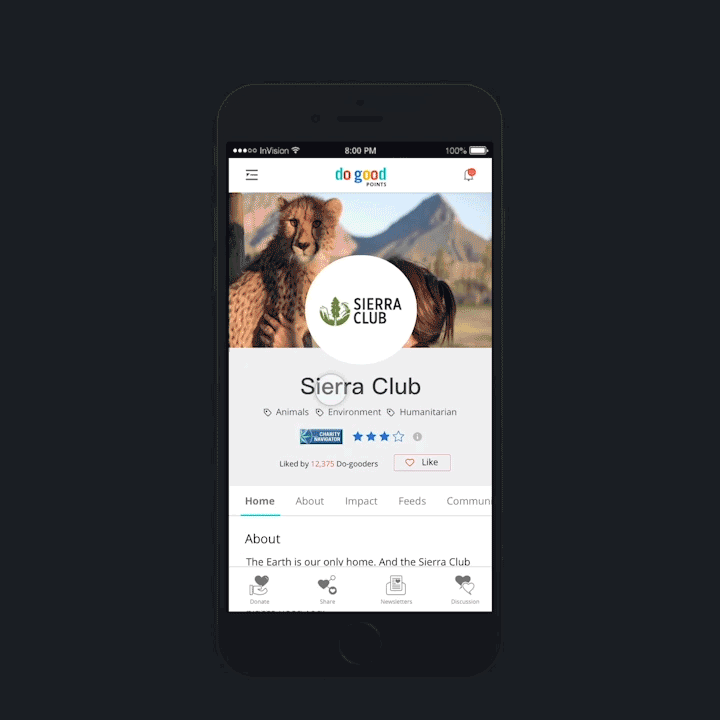 InVision 8:00 PM 100%
do good
POINTS
SIERRA
CLUB
Sierra Club
Animals Environment Humanitarian
CHARITY
NAVIGATOR
Liked by 12,375 Do-gooders Like
Home About Impact Feeds Communi
About
The Earth is our only home. And the Sierra Club
Donate Share Newsletters Discussion